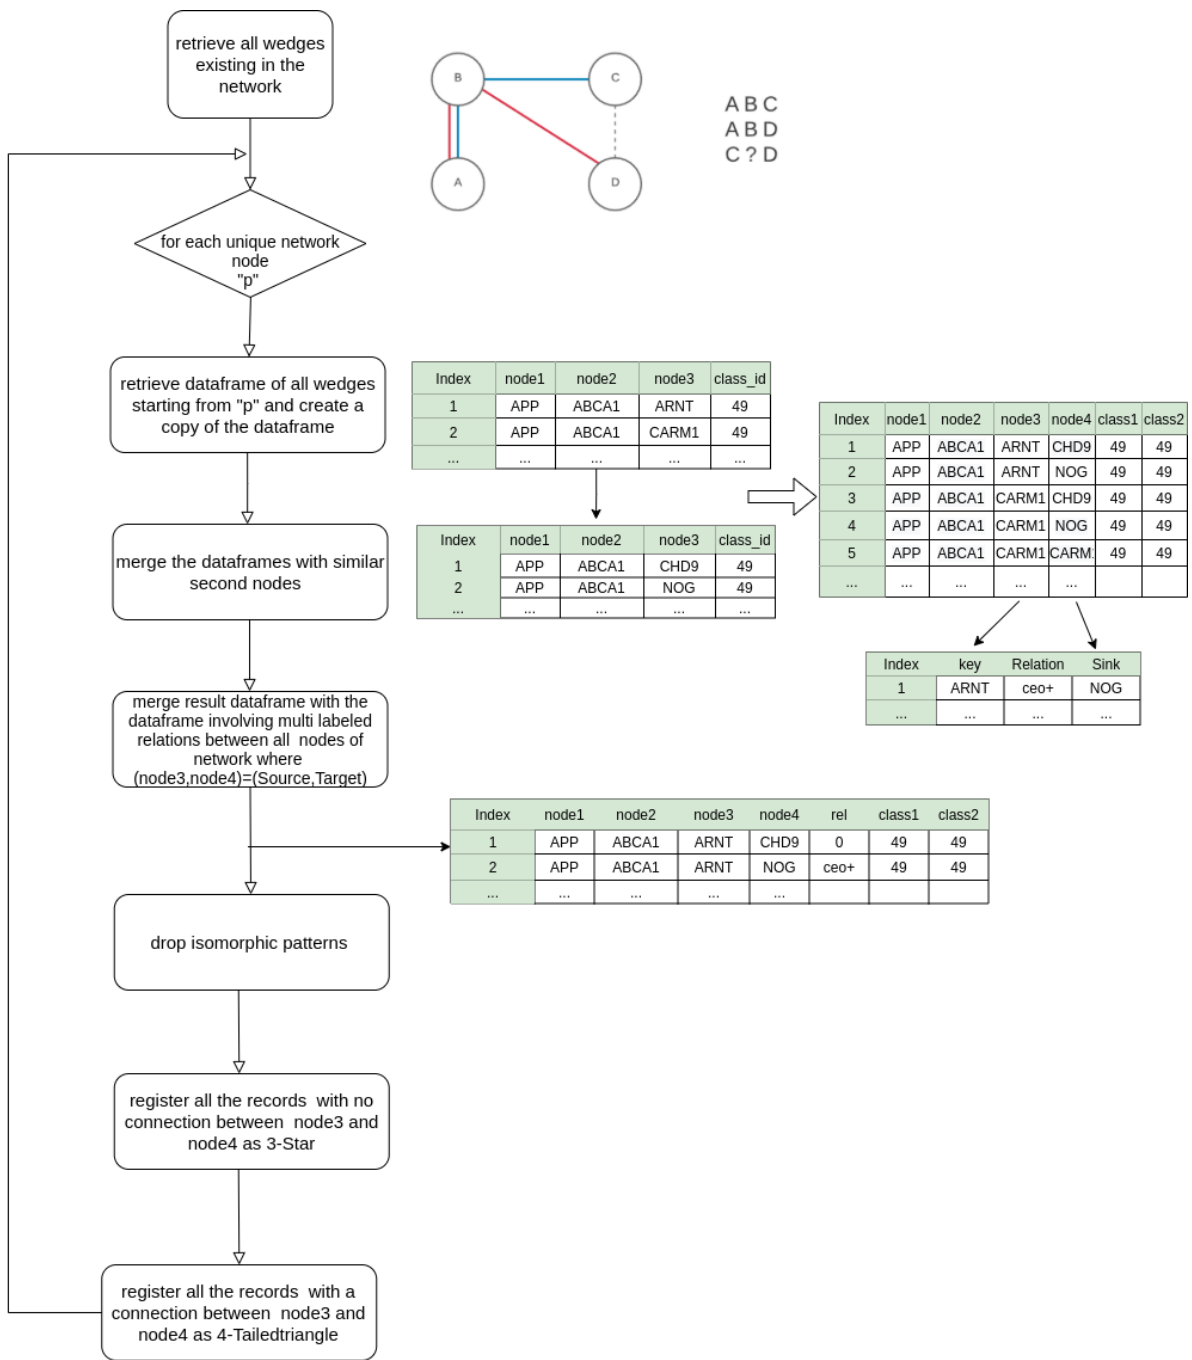 retrieve all wedges
existing in the
network
B
C
A
D
A B C
A B D
C ? D
for each unique network
node
"p"
retrieve dataframe of all wedges
starting from "p" and create a
copy of the dataframe
Index node1 node2 node3 class_id
1 APP ABCA1 ARNT 49
2 APP ABCA1 CARM1 49
... ... ... ... ...
Index node1 node2 node3 class_id
1 APP ABCA1 CHD9 49
2 APP ABCA1 NOG 49
... ... ... ... ...
Index node1 node2 node3 node4 class1 class2
1 APP ABCA1 ARNT CHD9 49 49
2 APP ABCA1 ARNT NOG 49 49
3 APP ABCA1 CARM1 CHD9 49 49
4 APP ABCA1 CARM1 NOG 49 49
5 APP ABCA1 CARM1 CARM 49 49
... ... ... ... ...
merge the dataframes with similar
second nodes
Index key Relation Sink
1 ARNT ceo+ NOG
... ... ... ...
merge result dataframe with the
dataframe involving multi labeled
relations between all nodes of
network where
(node3,node4)=(Source,Target)
Index node1 node2 node3 node4 rel class1 class2
1 APP ABCA1 ARNT CHD9 0 49 49
2 APP ABCA1 ARNT NOG ceo+ 49 49
... ... ... ... ...
drop isomorphic patterns
register all the records with no
connection between node3 and
node4 as 3-Star
register all the records with a
connection between node3 and
node4 as 4-Tailedtriangle